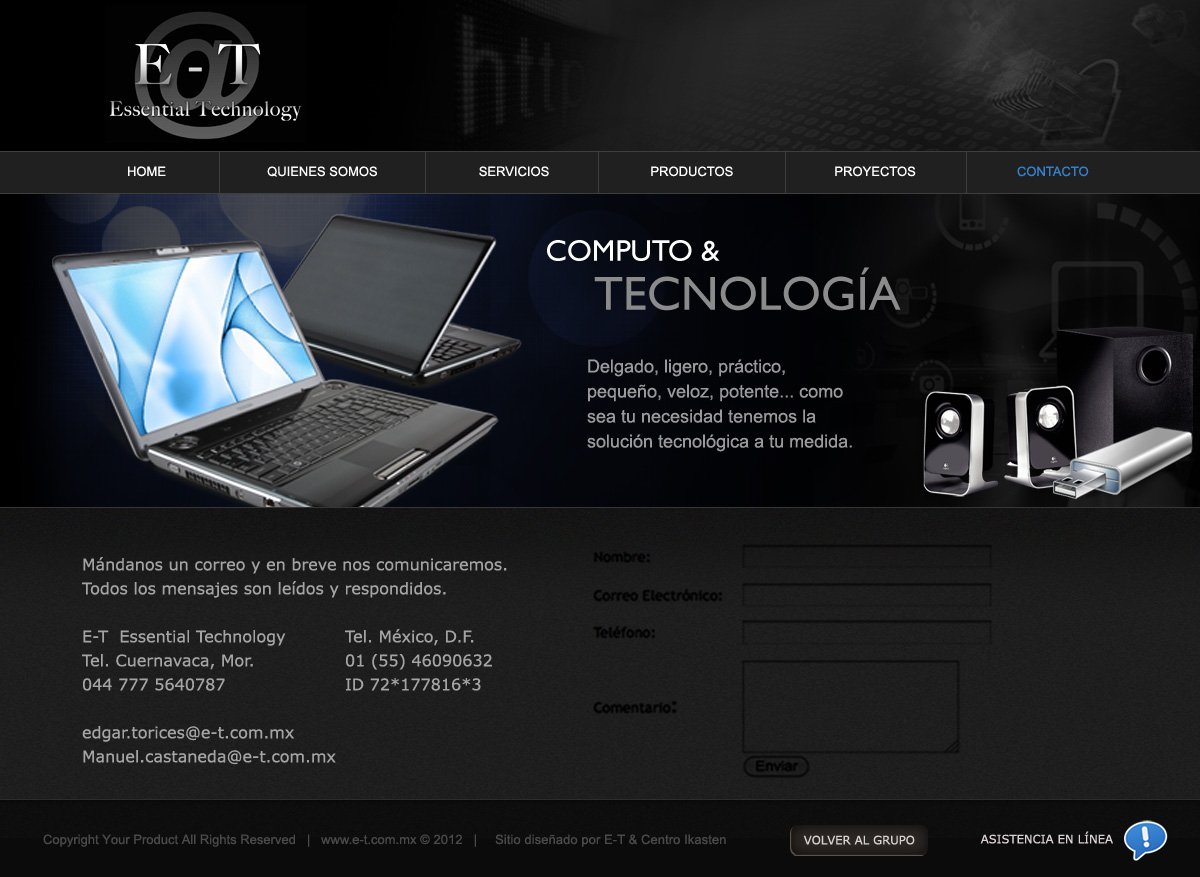 http
E-T
Essential Technology
HOME
QUIENES SOMOS
SERVICIOS
PRODUCTOS
PROYECTOS
CONTACTO
COMPUTO &
TECNOLOGÍA
Delgado, ligero, práctico,
pequeño, veloz, potente... como
sea tu necesidad tenemos la
solución tecnológica a tu medida.
Mándanos un correo y en breve nos comunicaremos.
Todos los mensajes son leídos y respondidos.
E-T Essential Technology
Tel. Cuernavaca, Mor.
044 777 5640787
Tel. México, D.F.
01 (55) 46090632
ID 72*177816*3
edgar.torices@e-t.com.mx
Manuel.castaneda@e-t.com.mx
Nombre:
Correo Electrónico:
Teléfono:
Comentario:
Enviar
Copyright Your Product All Rights Reserved | www.e-t.com.mx © 2012 | Sitio diseñado por E-T & Centro Ikasten
VOLVER AL GRUPO
ASISTENCIA EN LÍNEA